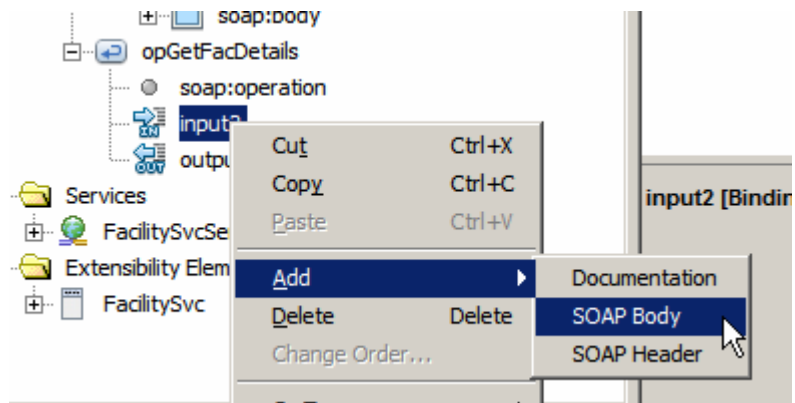 soap:body
opGetFacDetails
soap:operation
input2
outpu
Services
FacilitySvcSe
Extensibility Elem
FacilitySvc
Cut Ctrl+X
Copy Ctrl+C
Paste Ctrl+V
Add
Delete Delete
Change Order...
Documentation
SOAP Body
SOAP Header
input2 [Bindin